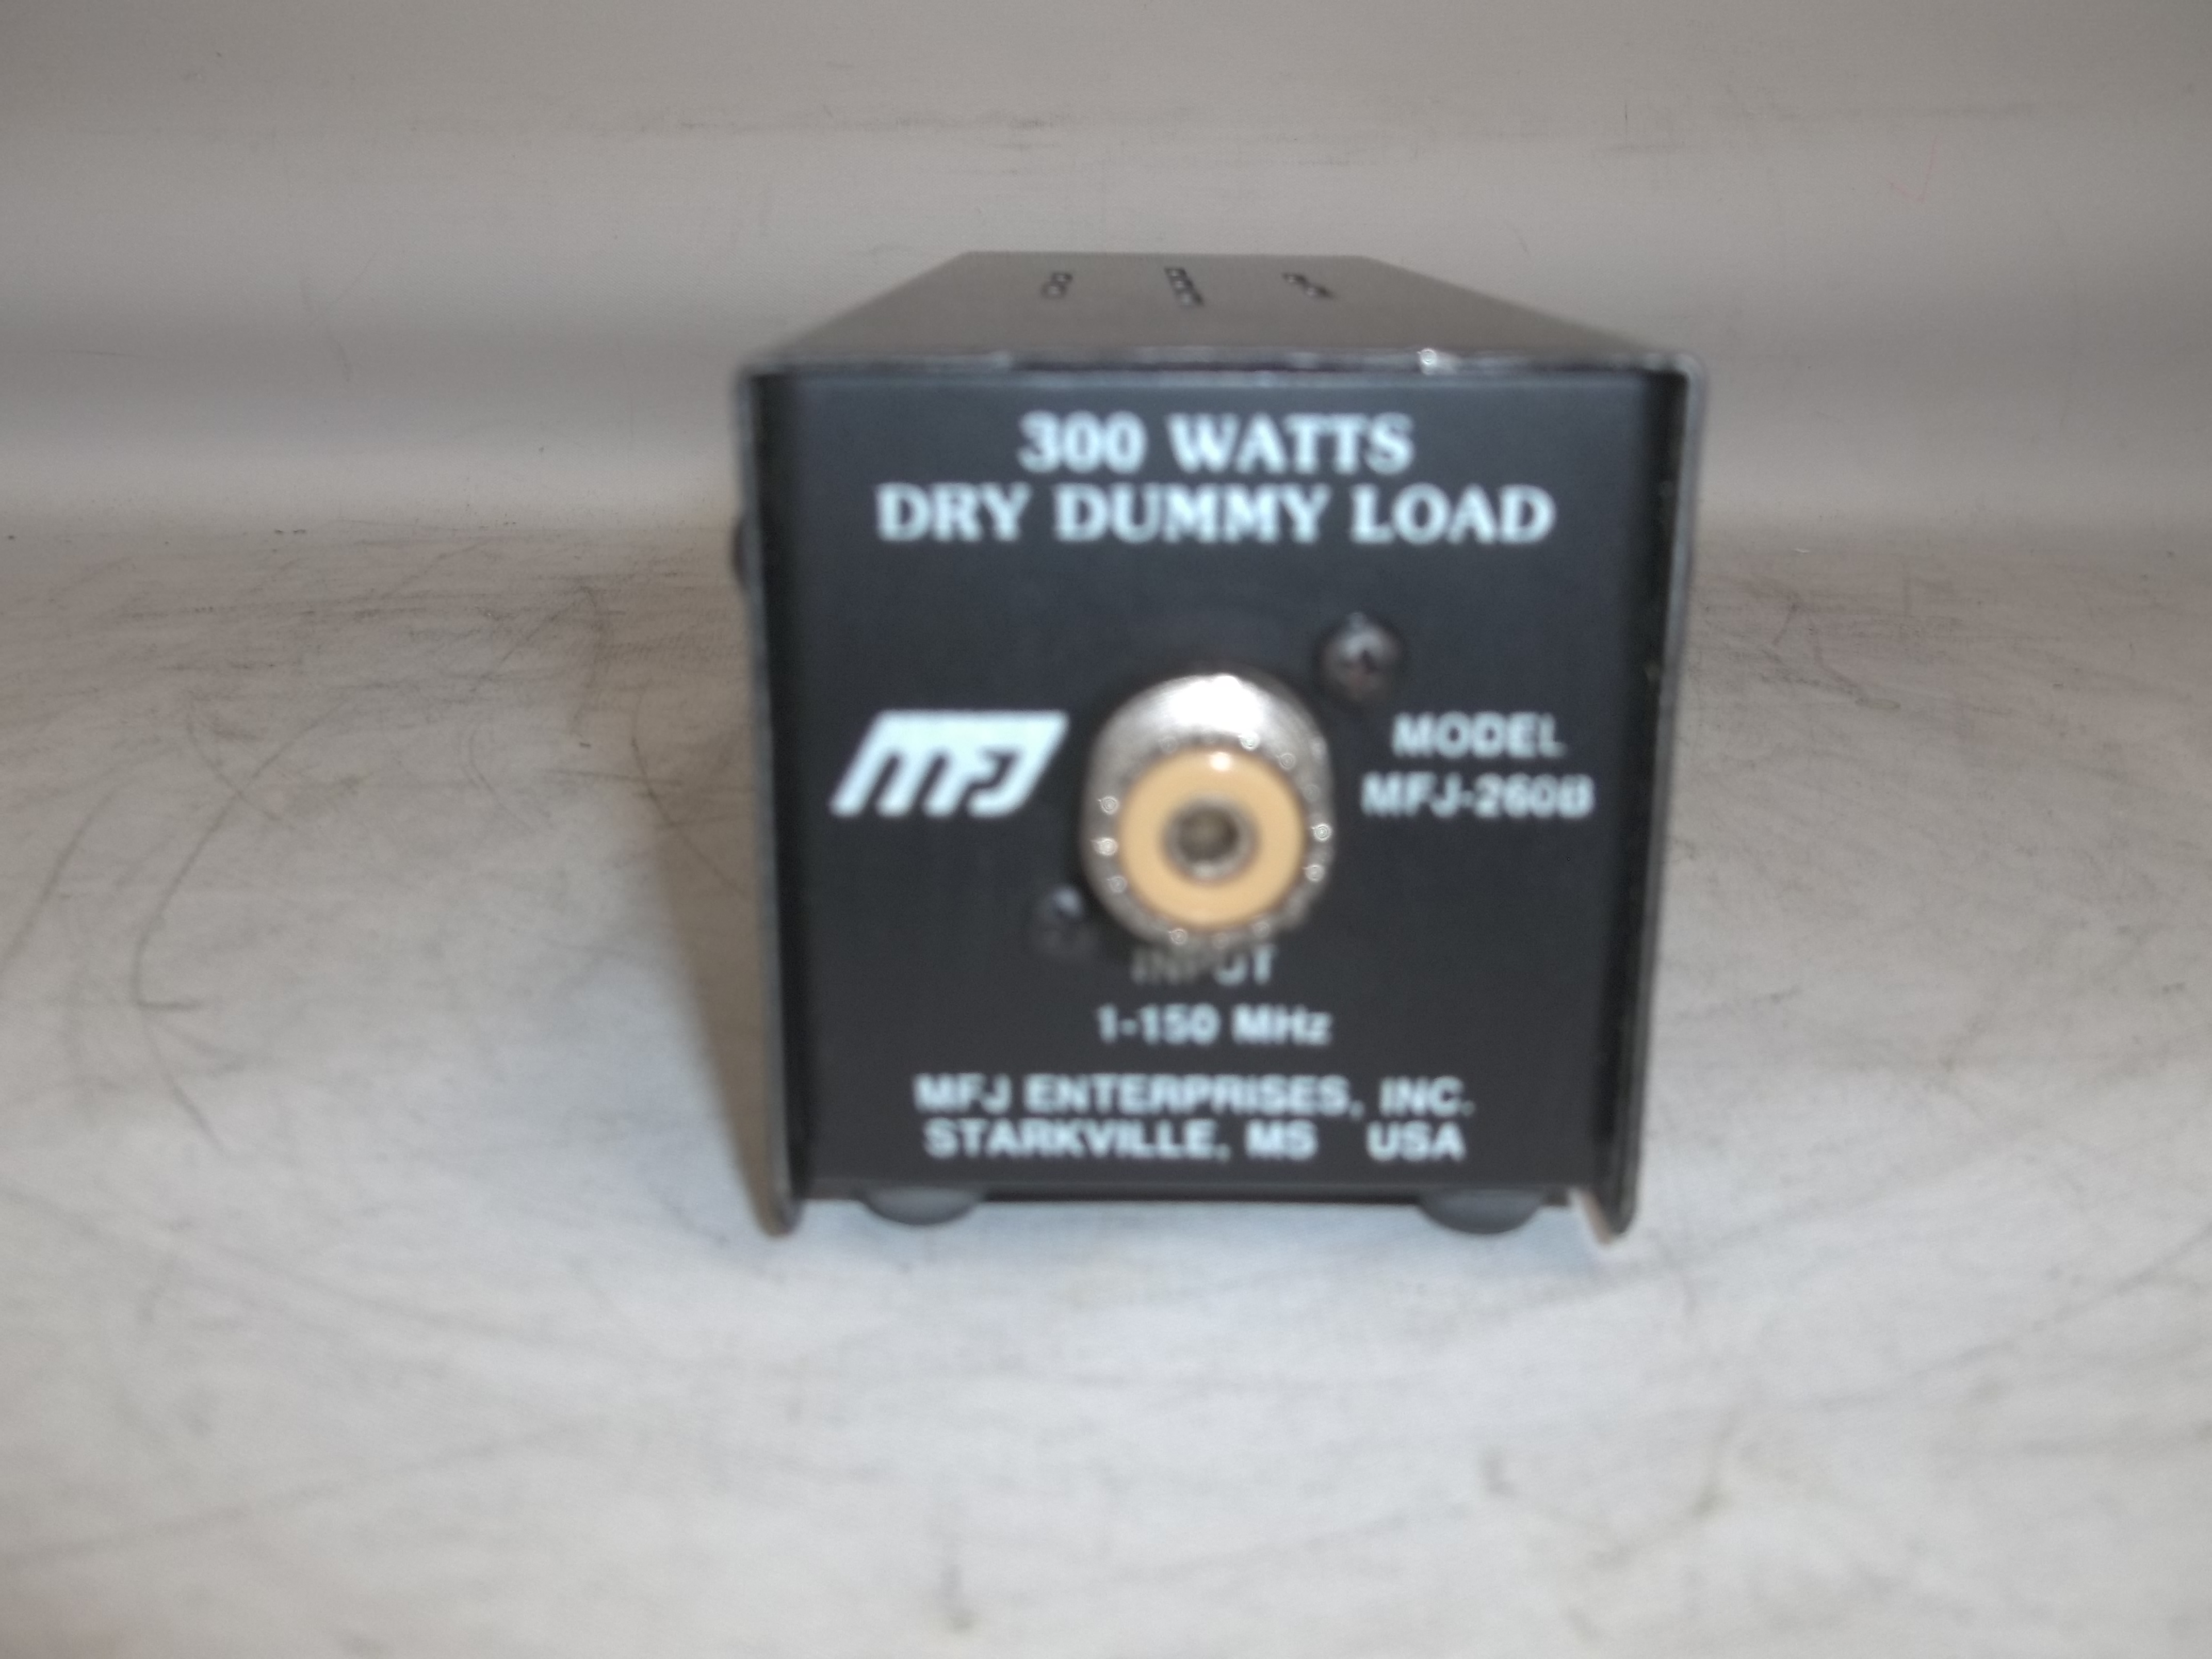 300 WATTS
DRY DUMMY LOAD
MFJ
MODEL
MFJ-260B
INPUT
1-150 MHz
MFJ ENTERPRISES, INC.
STARKVILLE, MS USA